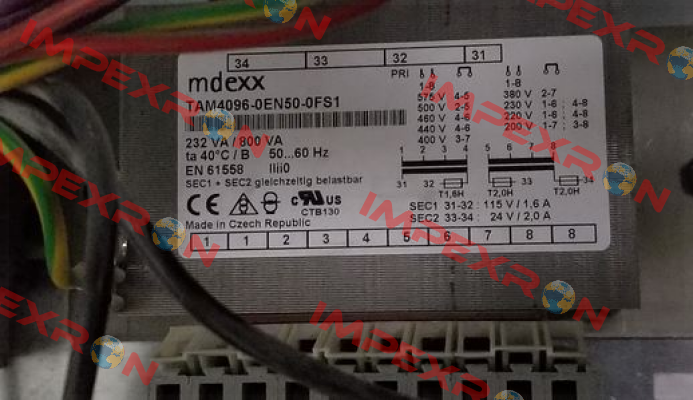 34 33 32 31
mdexx
TAM4096-0EN50-0FS1
232 VA / 800 VA
ta 40°C / B 50...60 Hz
EN 61558 IIii0
SEC1 + SEC2 gleichzeitig belastbar
CTB130
Made in Czech Republic
PRI
1-8 1-8
575 V 4-5 380 V 2-7
500 V 2-5 230 V 1-6 4-8
460 V 4-6 220 V 1-6 4-8
440 V 4-6 200 V 1-7 3-8
400 V 3-7
1 2 3 4 5 6 7 8
31 32 33 34
T1,6H T2,0H T2,0H
SEC1 31-32 : 115 V / 1,6 A
SEC2 33-34 : 24 V / 2,0 A
1 1 2 3 4 5 6 7 8 8
IMPEXRON
IMPEXRON
IMPEXRON
IMPEXRON
IMPEXRON